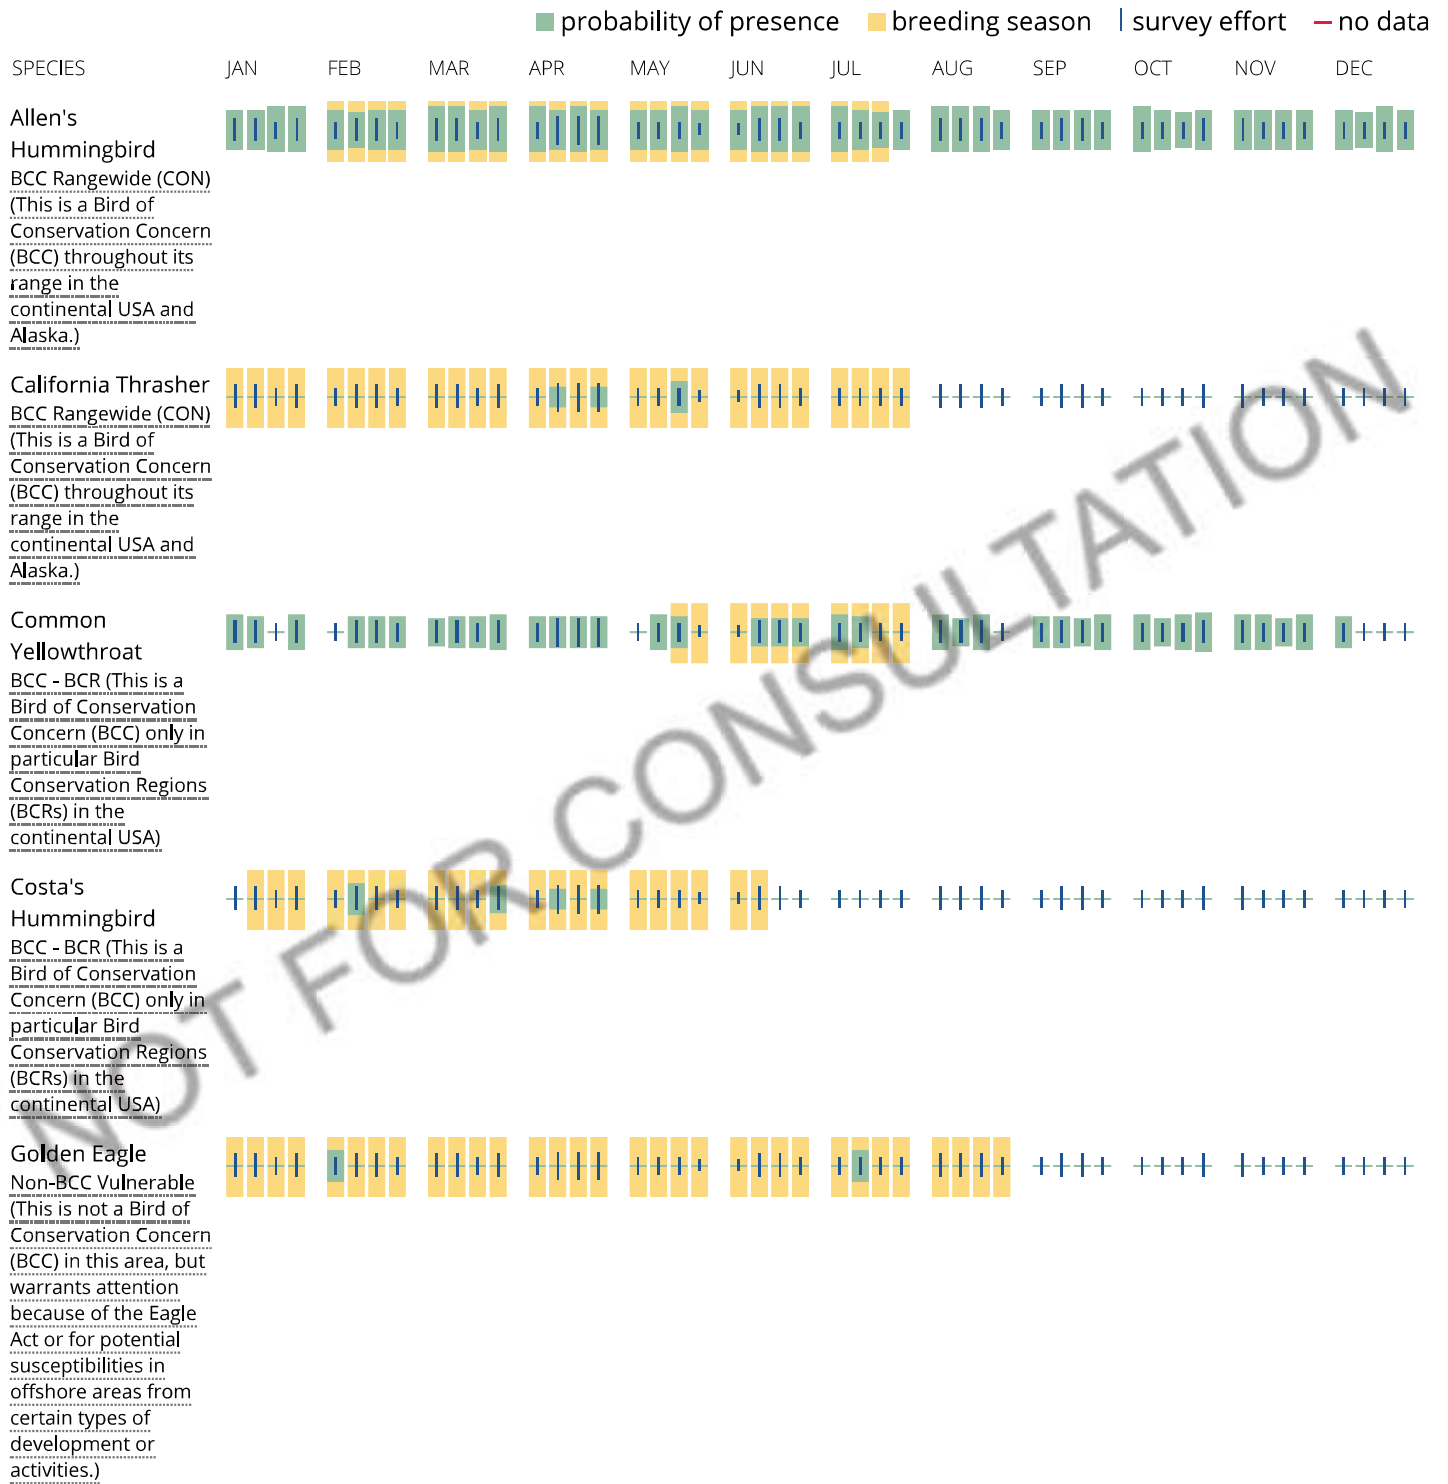 probability of presence breeding season survey effort no data
SPECIES JAN FEB MAR APR MAY JUN JUL AUG SEP OCT NOV DEC
Allen's
Hummingbird
BCC Rangewide (CON)
(This is a Bird of
Conservation Concern
(BCC) throughout its
range in the
continental USA and
Alaska.)
California Thrasher
BCC Rangewide (CON)
(This is a Bird of
Conservation Concern
(BCC) throughout its
range in the
continental USA and
Alaska.)
Common
Yellowthroat
BCC - BCR (This is a
Bird of Conservation
Concern (BCC) only in
particular Bird
Conservation Regions
(BCRs) in the
continental USA)
Costa's
Hummingbird
BCC - BCR (This is a
Bird of Conservation
Concern (BCC) only in
particular Bird
Conservation Regions
(BCRs) in the
continental USA)
Golden Eagle
Non-BCC Vulnerable
(This is not a Bird of
Conservation Concern
(BCC) in this area, but
warrants attention
because of the Eagle
Act or for potential
susceptibilities in
offshore areas from
certain types of
development or
activities.)
NOT FOR CONSULTATION